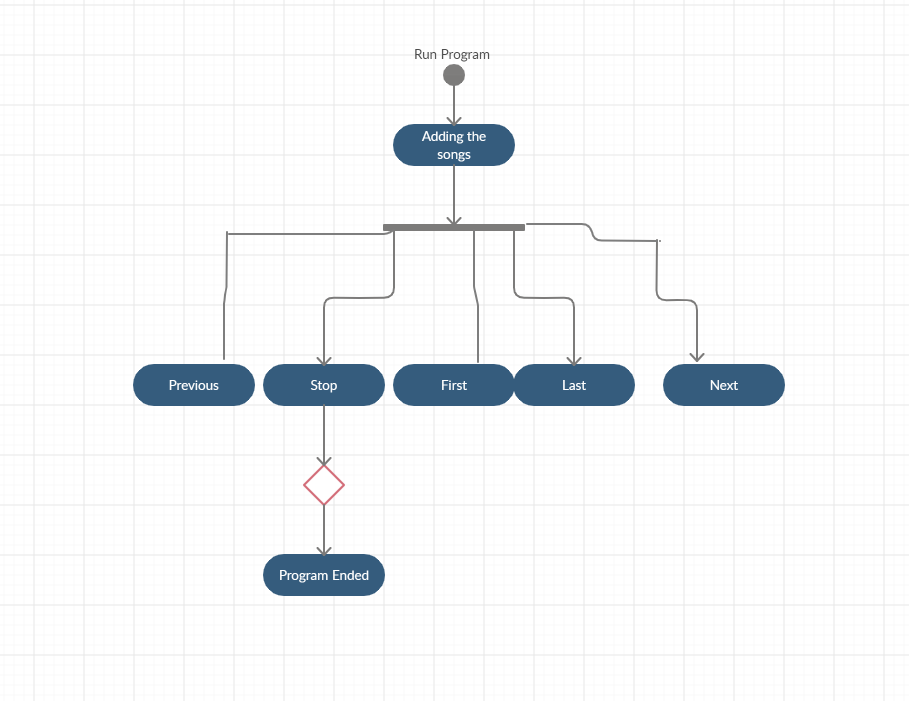 Run Program
Adding the
songs
Previous
Stop
First
Last
Next
Program Ended